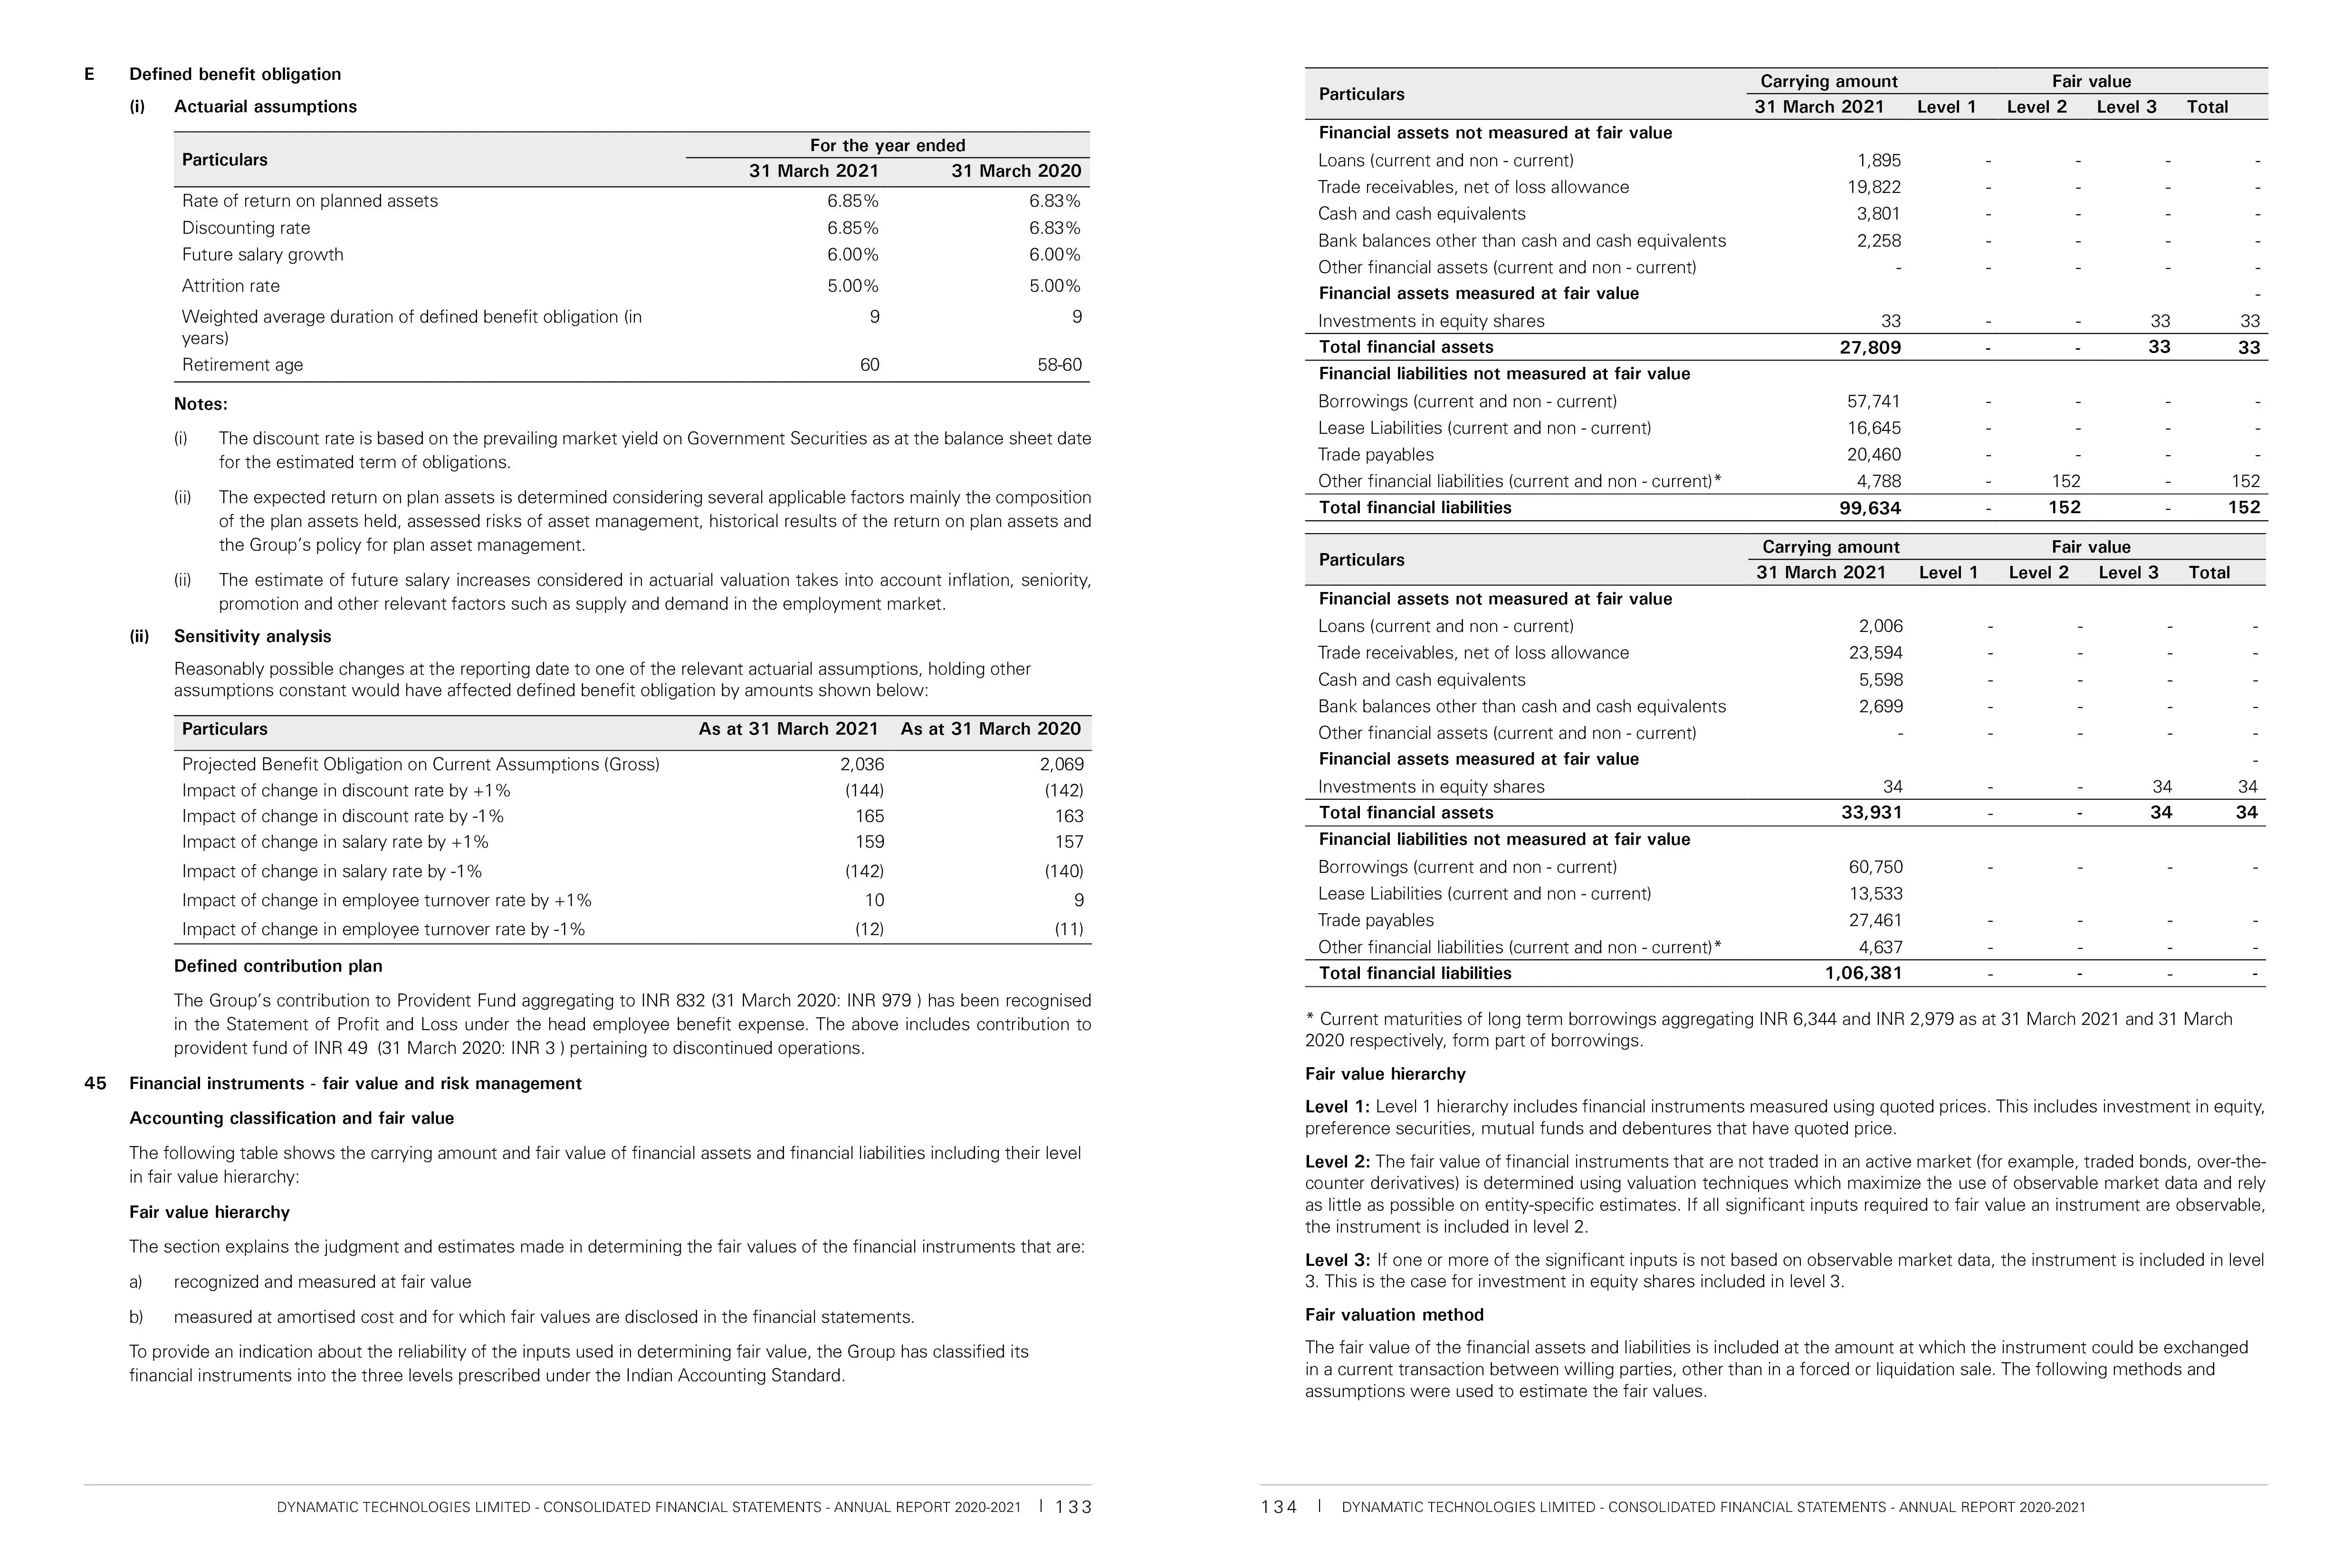 E Defined benefit obligation
(i) Actuarial assumptions
Particulars For the year ended
31 March 2021 31 March 2020
Rate of return on planned assets 6.85% 6.83%
Discounting rate 6.85% 6.83%
Future salary growth 6.00% 6.00%
Attrition rate 5.00% 5.00%
Weighted average duration of defined benefit obligation (in 9 9
years)
Retirement age 60 58-60
Notes:
(i) The discount rate is based on the prevailing market yield on Government Securities as at the balance sheet date
for the estimated term of obligations.
(ii) The expected return on plan assets is determined considering several applicable factors mainly the composition
of the plan assets held, assessed risks of asset management, historical results of the return on plan assets and
the Group's policy for plan asset management.
(ii) The estimate of future salary increases considered in actuarial valuation takes into account inflation, seniority,
promotion and other relevant factors such as supply and demand in the employment market.
(ii) Sensitivity analysis
Reasonably possible changes at the reporting date to one of the relevant actuarial assumptions, holding other
assumptions constant would have affected defined benefit obligation by amounts shown below:
Particulars As at 31 March 2021 As at 31 March 2020
Projected Benefit Obligation on Current Assumptions (Gross) 2,036 2,069
Impact of change in discount rate by +1% (144) (142)
Impact of change in discount rate by -1% 165 163
Impact of change in salary rate by +1% 159 157
Impact of change in salary rate by -1% (142) (140)
Impact of change in employee turnover rate by +1% 10 9
Impact of change in employee turnover rate by -1% (12) (11)
Defined contribution plan
The Group's contribution to Provident Fund aggregating to INR 832 (31 March 2020: INR 979 ) has been recognised
in the Statement of Profit and Loss under the head employee benefit expense. The above includes contribution to
provident fund of INR 49 (31 March 2020: INR 3 ) pertaining to discontinued operations.
45 Financial instruments - fair value and risk management
Accounting classification and fair value
The following table shows the carrying amount and fair value of financial assets and financial liabilities including their level
in fair value hierarchy:
Fair value hierarchy
The section explains the judgment and estimates made in determining the fair values of the financial instruments that are:
a) recognized and measured at fair value
b) measured at amortised cost and for which fair values are disclosed in the financial statements.
To provide an indication about the reliability of the inputs used in determining fair value, the Group has classified its
financial instruments into the three levels prescribed under the Indian Accounting Standard.
DYNAMATIC TECHNOLOGIES LIMITED - CONSOLIDATED FINANCIAL STATEMENTS - ANNUAL REPORT 2020-2021 | 133
Particulars Carrying amount Fair value
31 March 2021 Level 1 Level 2 Level 3 Total
Financial assets not measured at fair value
Loans (current and non - current) 1,895 - - - -
Trade receivables, net of loss allowance 19,822 - - - -
Cash and cash equivalents 3,801 - - - -
Bank balances other than cash and cash equivalents 2,258 - - - -
Other financial assets (current and non - current) - - - - -
Financial assets measured at fair value -
Investments in equity shares 33 - - 33 33
Total financial assets 27,809 - - 33 33
Financial liabilities not measured at fair value
Borrowings (current and non - current) 57,741 - - - -
Lease Liabilities (current and non - current) 16,645 - - - -
Trade payables 20,460 - - - -
Other financial liabilities (current and non - current)* 4,788 - 152 - 152
Total financial liabilities 99,634 - 152 - 152
Particulars Carrying amount Fair value
31 March 2021 Level 1 Level 2 Level 3 Total
Financial assets not measured at fair value
Loans (current and non - current) 2,006 - - - -
Trade receivables, net of loss allowance 23,594 - - - -
Cash and cash equivalents 5,598 - - - -
Bank balances other than cash and cash equivalents 2,699 - - - -
Other financial assets (current and non - current) - - - - -
Financial assets measured at fair value -
Investments in equity shares 34 - - 34 34
Total financial assets 33,931 - - 34 34
Financial liabilities not measured at fair value
Borrowings (current and non - current) 60,750 - - - -
Lease Liabilities (current and non - current) 13,533 - - - -
Trade payables 27,461 - - - -
Other financial liabilities (current and non - current)* 4,637 - - - -
Total financial liabilities 1,06,381 - - - -
* Current maturities of long term borrowings aggregating INR 6,344 and INR 2,979 as at 31 March 2021 and 31 March
2020 respectively, form part of borrowings.
Fair value hierarchy
Level 1: Level 1 hierarchy includes financial instruments measured using quoted prices. This includes investment in equity,
preference securities, mutual funds and debentures that have quoted price.
Level 2: The fair value of financial instruments that are not traded in an active market (for example, traded bonds, over-the-
counter derivatives) is determined using valuation techniques which maximize the use of observable market data and rely
as little as possible on entity-specific estimates. If all significant inputs required to fair value an instrument are observable,
the instrument is included in level 2.
Level 3: If one or more of the significant inputs is not based on observable market data, the instrument is included in level
3. This is the case for investment in equity shares included in level 3.
Fair valuation method
The fair value of the financial assets and liabilities is included at the amount at which the instrument could be exchanged
in a current transaction between willing parties, other than in a forced or liquidation sale. The following methods and
assumptions were used to estimate the fair values.
134 | DYNAMATIC TECHNOLOGIES LIMITED - CONSOLIDATED FINANCIAL STATEMENTS - ANNUAL REPORT 2020-2021